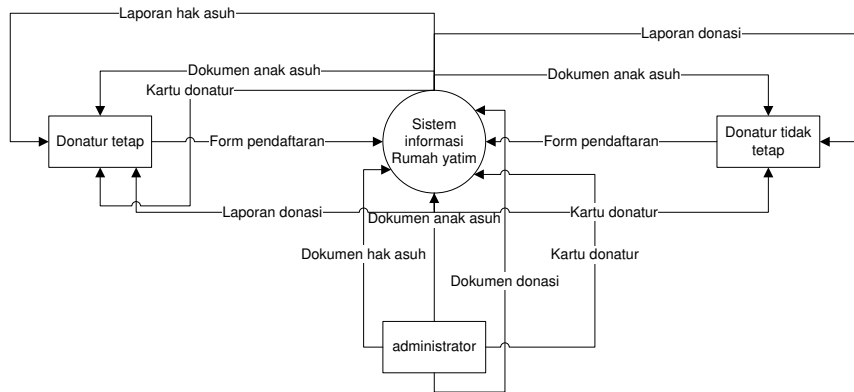 Laporan hak asuh
Laporan donasi
Dokumen anak asuh
Dokumen anak asuh
Kartu donatur
Donatur tetap
Form pendaftaran
Sistem
informasi
Rumah yatim
Form pendaftaran
Donatur tidak
tetap
Laporan donasi
Dokumen anak asuh
Kartu donatur
Dokumen hak asuh
Kartu donatur
Dokumen donasi
administrator